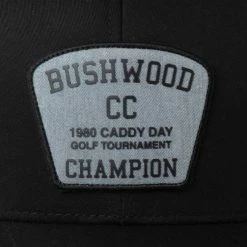 BUSHWOOD
CC
1980 CADDY DAY
GOLF TOURNAMENT
CHAMPION